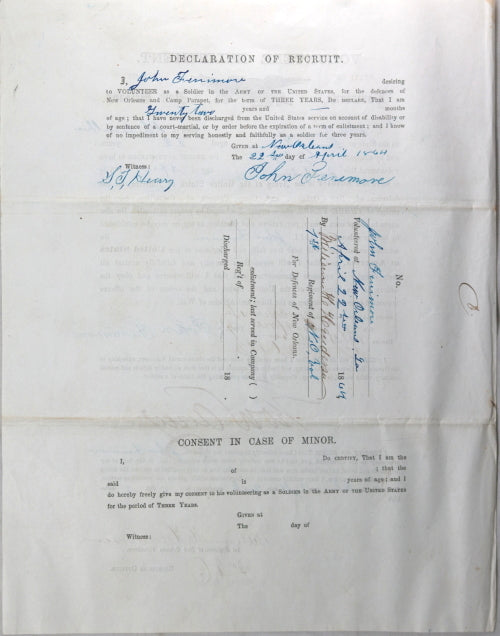 DECLARATION OF RECRUIT.
I, John Fenimore desiring
to VOLUNTEER as a Soldier in the ARMY OF THE UNITED STATES, for the defences of
New Orleans and Camp Parapet, for the term of THREE YEARS, DO DECLARE, That I am
Twenty two years and — months
of age; that I have never been discharged from the United States service on account of disability or
by sentence of a court-martial, or by order before the expiration of a term of enlistment; and I know
of no impediment to my serving honestly and faithfully as a soldier for three years.
GIVEN at New Orleans
The 22 day of April 1864
Witness:
John Fenimore
No.
John Fenimore
Volunteered at New Orleans, La
April 22 1864
By
1st Regiment of N.O. Vol
For Defences of New Orleans.
enlistment; last served in Company ( )
Reg't of
Discharged 18 .
CONSENT IN CASE OF MINOR.
I, DO CERTIFY, That I am the
of ; that the
said is years of age; and I
do hereby freely give my CONSENT to his volunteering as a SOLDIER in the ARMY OF THE UNITED STATES
for the period of THREE YEARS.
GIVEN at
The day of
Witness: